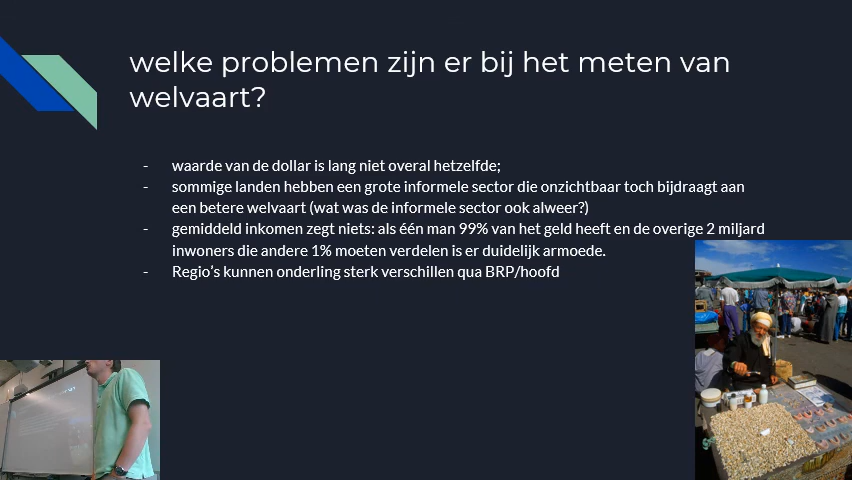 welke problemen zijn er bij het meten van
welvaart?
- waarde van de dollar is lang niet overal hetzelfde;
- sommige landen hebben een grote informele sector die onzichtbaar toch bijdraagt aan
een betere welvaart (wat was de informele sector ook alweer?)
- gemiddeld inkomen zegt niets: als één man 99% van het geld heeft en de overige 2 miljard
inwoners die andere 1% moeten verdelen is er duidelijk armoede.
- Regio's kunnen onderling sterk verschillen qua BRP/hoofd